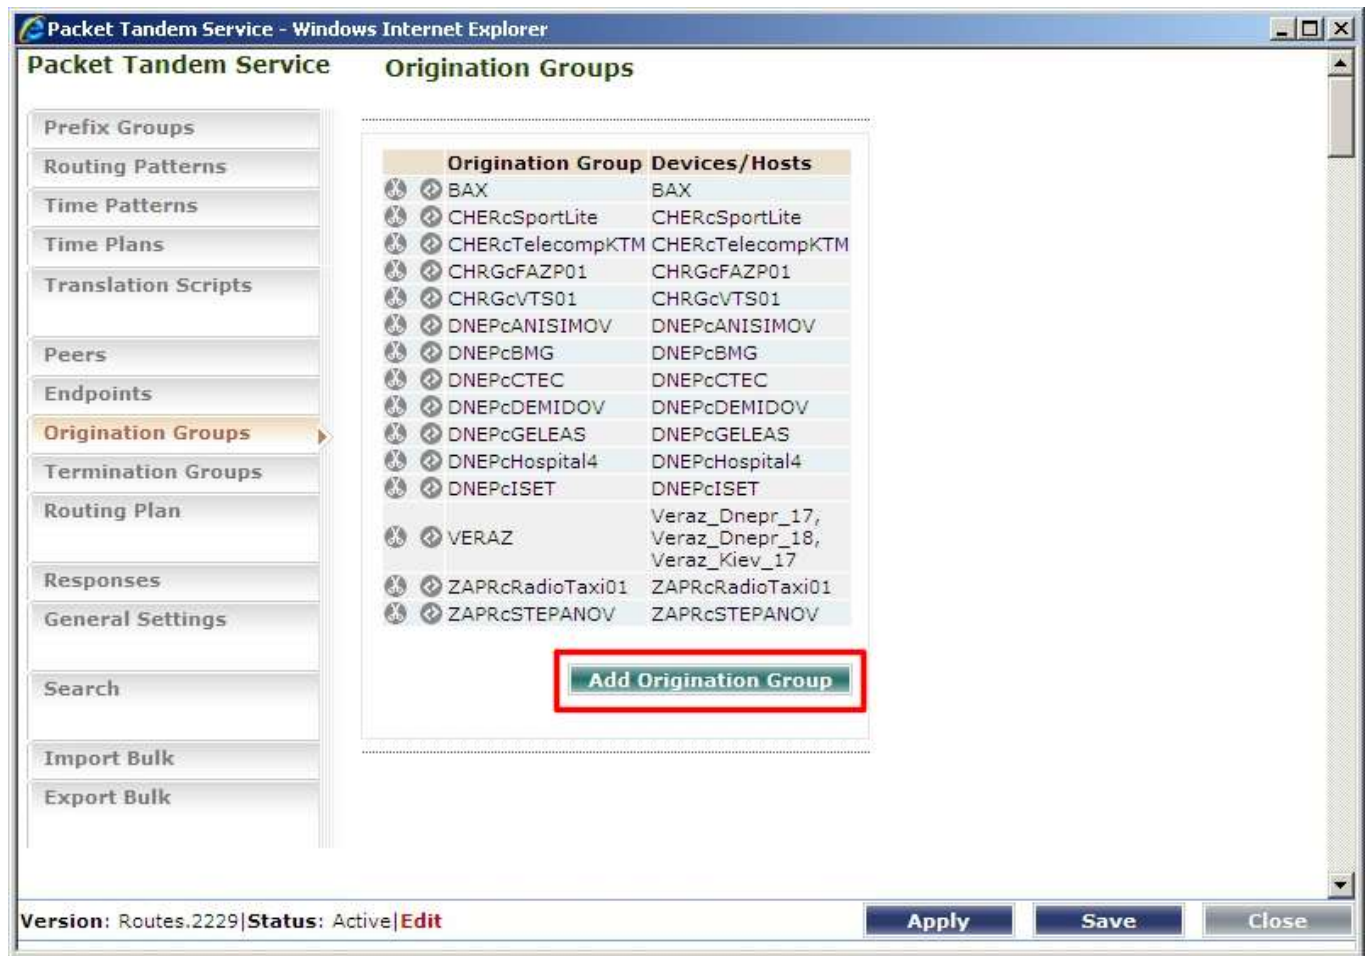 Packet Tandem Service - Windows Internet Explorer
Packet Tandem Service
Origination Groups
Prefix Groups
Routing Patterns
Time Patterns
Time Plans
Translation Scripts
Peers
Endpoints
Origination Groups
Termination Groups
Routing Plan
Responses
General Settings
Search
Import Bulk
Export Bulk
Origination Group Devices/Hosts
BAX BAX
CHERcSportLite CHERcSportLite
CHERcTelecompKTM CHERcTelecompKTM
CHRGcFAZP01 CHRGcFAZP01
CHRGcVTS01 CHRGcVTS01
DNEPcANISIMOV DNEPcANISIMOV
DNEPcBMG DNEPcBMG
DNEPcCTEC DNEPcCTEC
DNEPcDEMIDOV DNEPcDEMIDOV
DNEPcGELEAS DNEPcGELEAS
DNEPcHospital4 DNEPcHospital4
DNEPcISET DNEPcISET
VERAZ Veraz_Dnepr_17,
Veraz_Dnepr_18,
Veraz_Kiev_17
ZAPRcRadioTaxi01 ZAPRcRadioTaxi01
ZAPRcSTEPANOV ZAPRcSTEPANOV
Add Origination Group
Version: Routes.2229|Status: Active|Edit
Apply Save Close